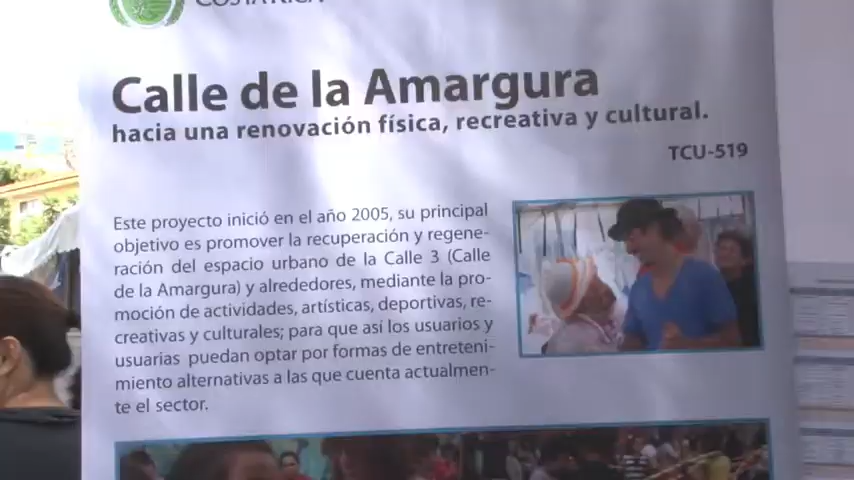 COSTA RICA
Calle de la Amargura
hacia una renovación física, recreativa y cultural.
TCU-519
Este proyecto inició en el año 2005, su principal
objetivo es promover la recuperación y regene-
ración del espacio urbano de la Calle 3 (Calle
de la Amargura) y alrededores, mediante la pro-
moción de actividades, artísticas, deportivas, re-
creativas y culturales; para que así los usuarios y
usuarias puedan optar por formas de entreteni-
miento alternativas a las que cuenta actualmen-
te el sector.